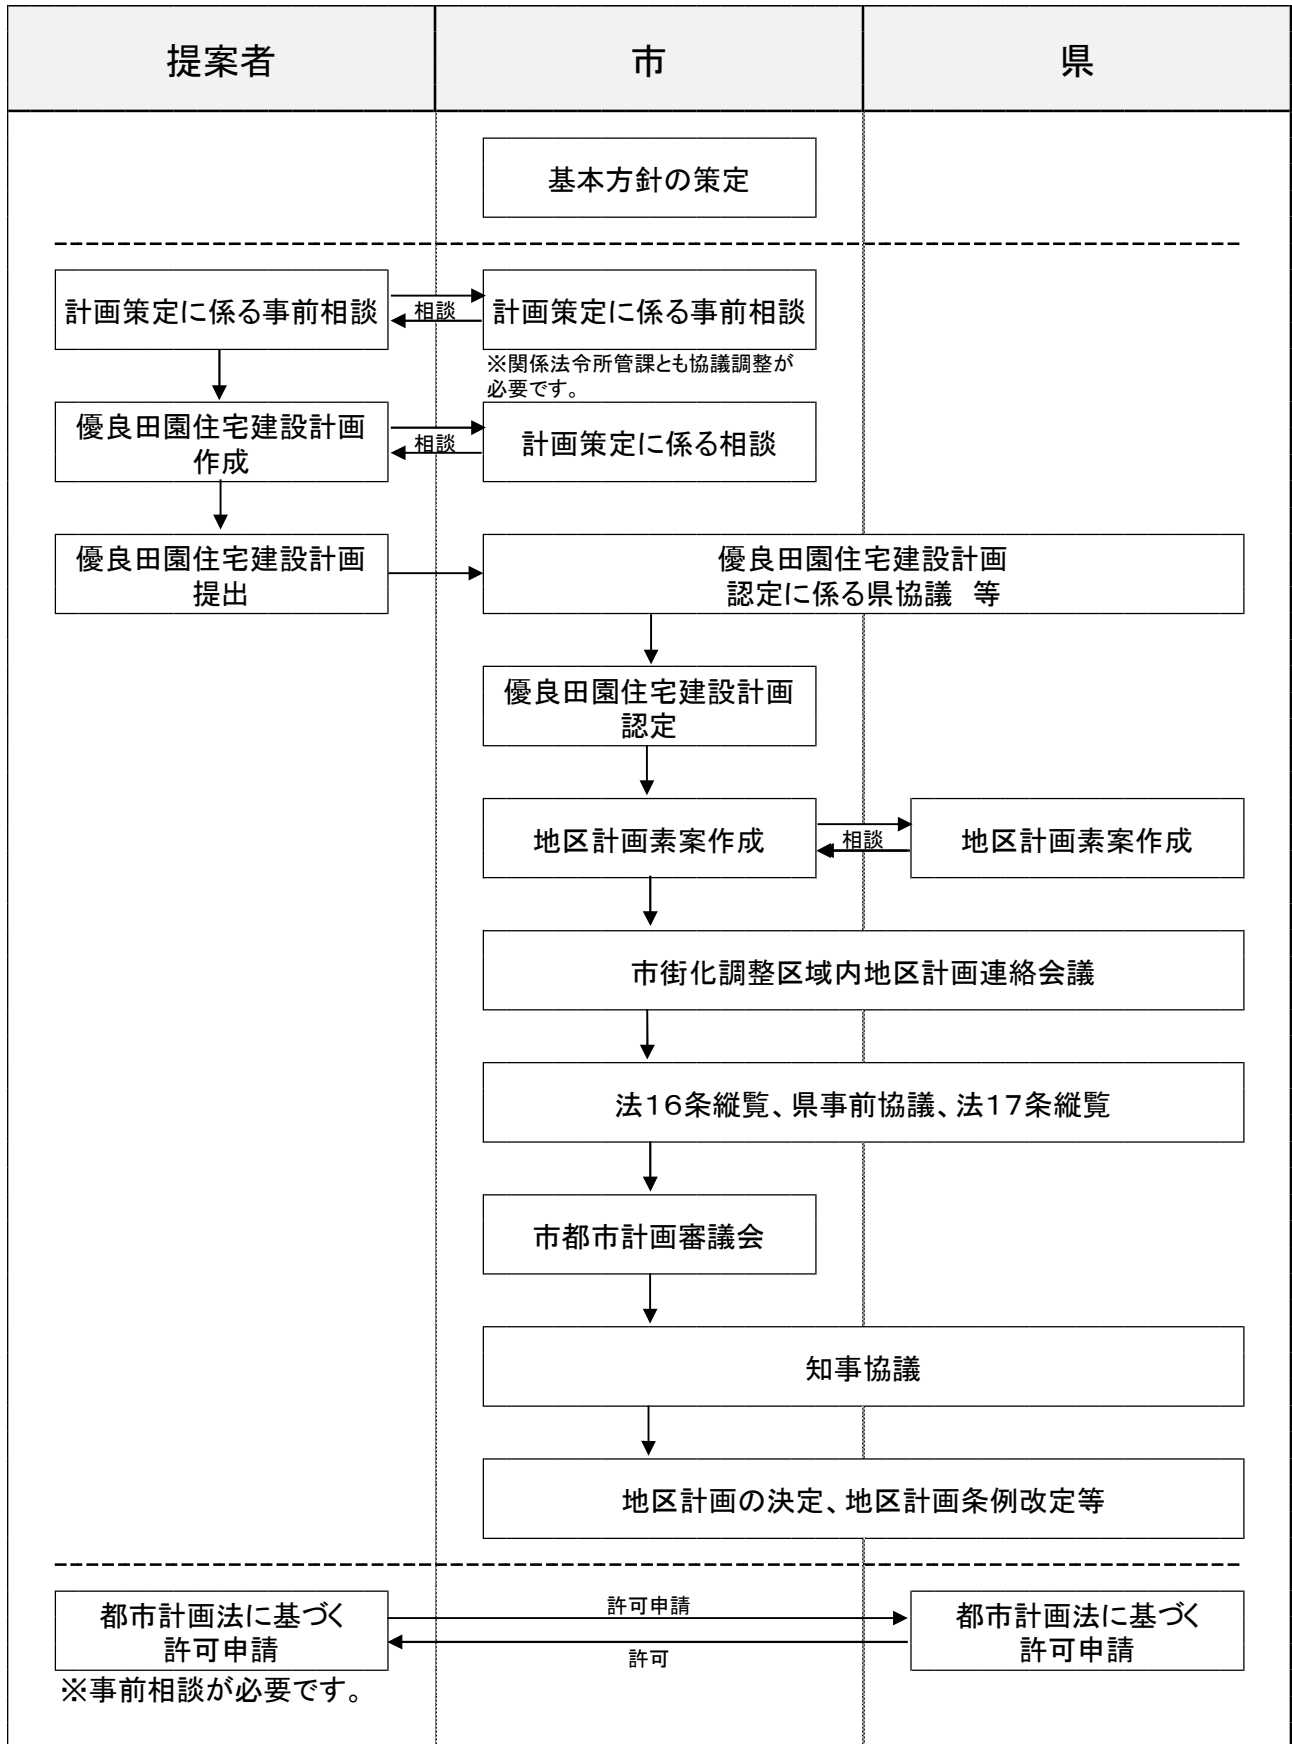 提案者
市
県
基本方針の策定
計画策定に係る事前相談
相談
計画策定に係る事前相談
※関係法令所管課とも協議調整が
必要です。
優良田園住宅建設計画
作成
相談
計画策定に係る相談
優良田園住宅建設計画
提出
優良田園住宅建設計画
認定に係る県協議　等
優良田園住宅建設計画
認定
地区計画素案作成
相談
地区計画素案作成
市街化調整区域内地区計画連絡会議
法16条縦覧、県事前協議、法17条縦覧
市都市計画審議会
知事協議
地区計画の決定、地区計画条例改定等
都市計画法に基づく
許可申請
許可申請
許可
都市計画法に基づく
許可申請
※事前相談が必要です。